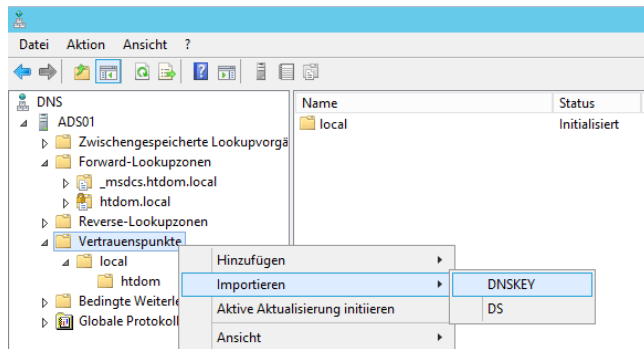 Datei Aktion Ansicht ?
DNS
ADS01
Zwischengespeicherte Lookupvorgä
Forward-Lookupzonen
_msdcs.htdom.local
htdom.local
Reverse-Lookupzonen
Vertrauenspunkte
local
htdom
Bedingte Weiterle
Globale Protokoll
Name Status
local Initialisiert
Hinzufügen
Importieren
Aktive Aktualisierung initiieren
Ansicht
DNSKEY
DS